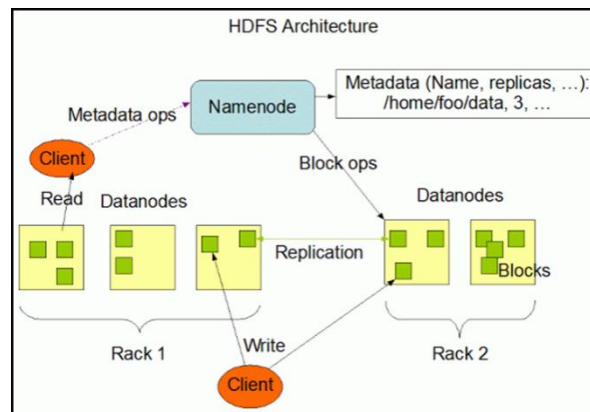 HDFS Architecture
Metadata (Name, replicas, …):
/home/foo/data, 3, …
Namenode
Metadata ops
Client
Block ops
Read
Datanodes
Datanodes
Replication
Blocks
Rack 1
Write
Rack 2
Client